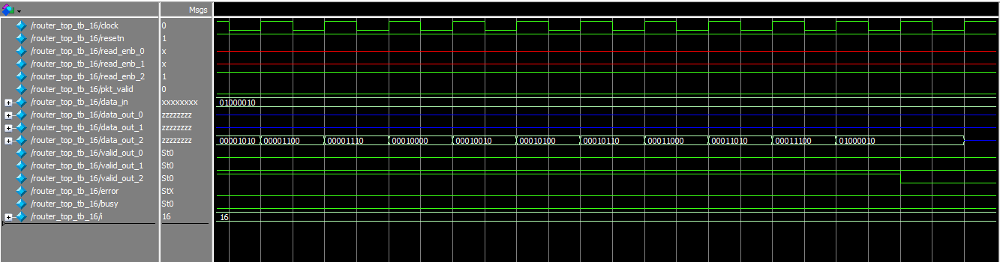 Msgs
/router_top_tb_16/clock 0
/router_top_tb_16/resetn 1
/router_top_tb_16/read_enb_0 x
/router_top_tb_16/read_enb_1 x
/router_top_tb_16/read_enb_2 1
/router_top_tb_16/pkt_valid 0
/router_top_tb_16/data_in xxxxxxxx 01000010
/router_top_tb_16/data_out_0 zzzzzzzz
/router_top_tb_16/data_out_1 zzzzzzzz
/router_top_tb_16/data_out_2 zzzzzzzz 00001010 00001100 00001110 00010000 00010010 00010100 00010110 00011000 00011010 00011100 01000010
/router_top_tb_16/valid_out_0 St0
/router_top_tb_16/valid_out_1 St0
/router_top_tb_16/valid_out_2 St0
/router_top_tb_16/error StX
/router_top_tb_16/busy St0
/router_top_tb_16/i 16 16